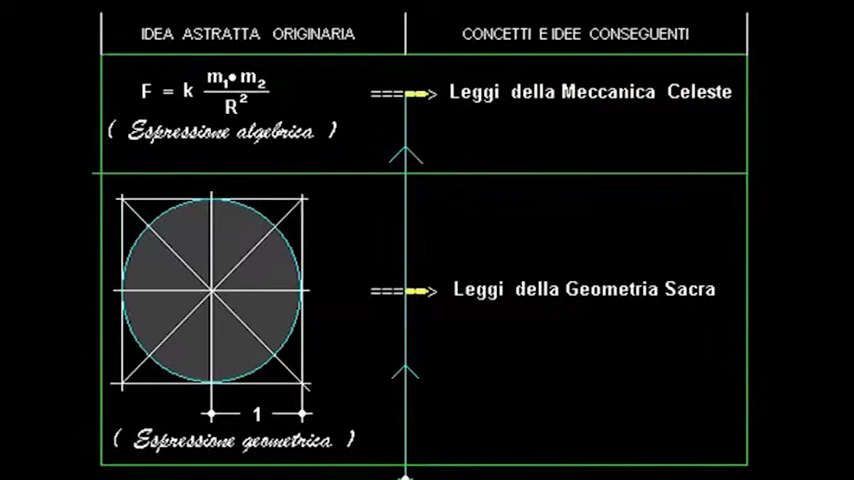 IDEA ASTRATTA ORIGINARIA
CONCETTI E IDEE CONSEGUENTI
F = k m₁•m₂ / R²
===> Leggi della Meccanica Celeste
( Espressione algebrica )
===> Leggi della Geometria Sacra
1
( Espressione geometrica )